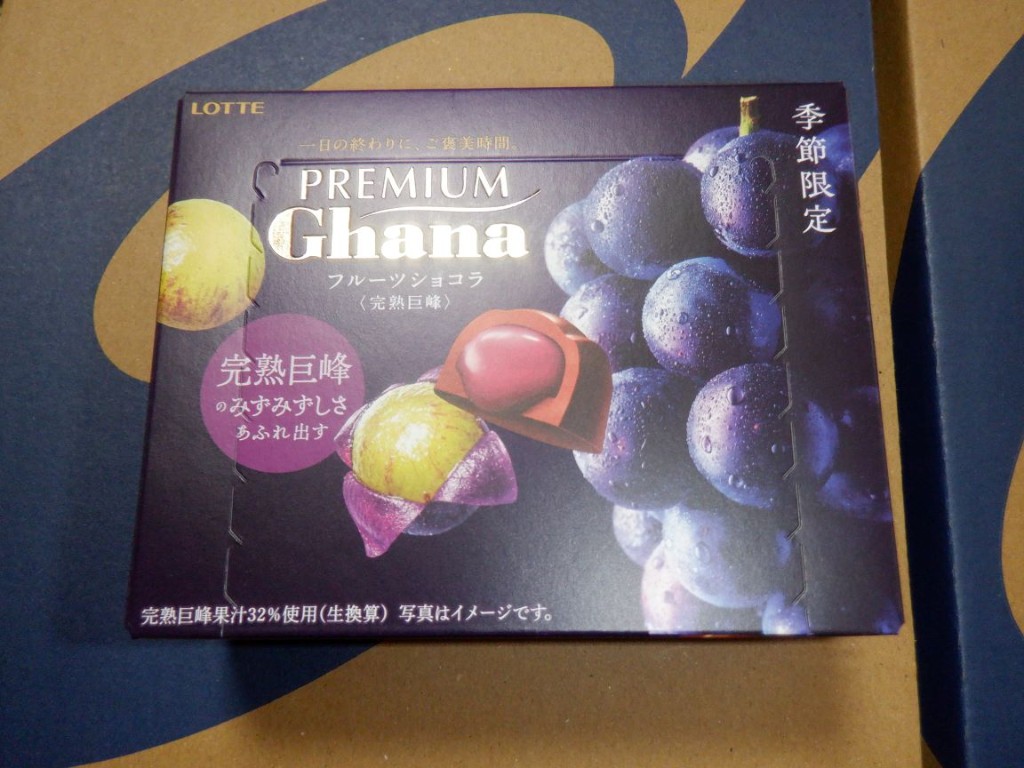 LOTTE
一日の終わりに、ご褒美時間。
PREMIUM
Ghana
フルーツショコラ
〈完熟巨峰〉
季節限定
完熟巨峰
のみずみずしさ
あふれ出す
完熟巨峰果汁32%使用(生換算) 写真はイメージです。